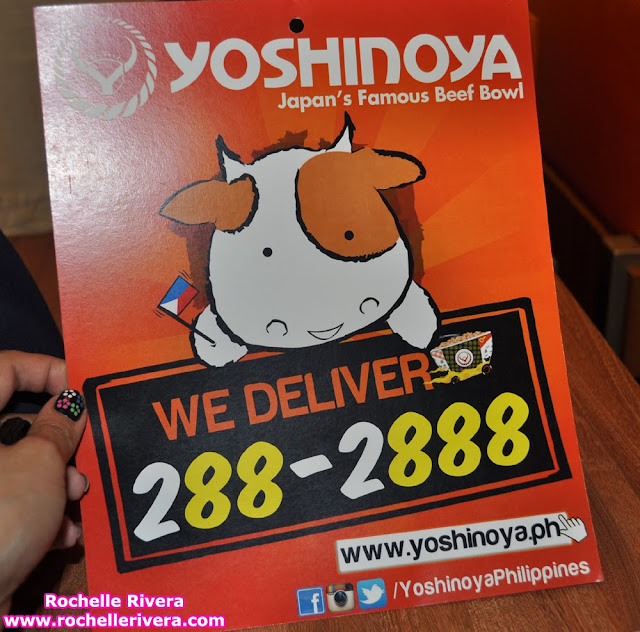 YOSHINOYA
Japan's Famous Beef Bowl
WE DELIVER
288-2888
www.yoshinoya.ph
/YoshinoyaPhilippines
Rochelle Rivera
www.rochellerivera.com